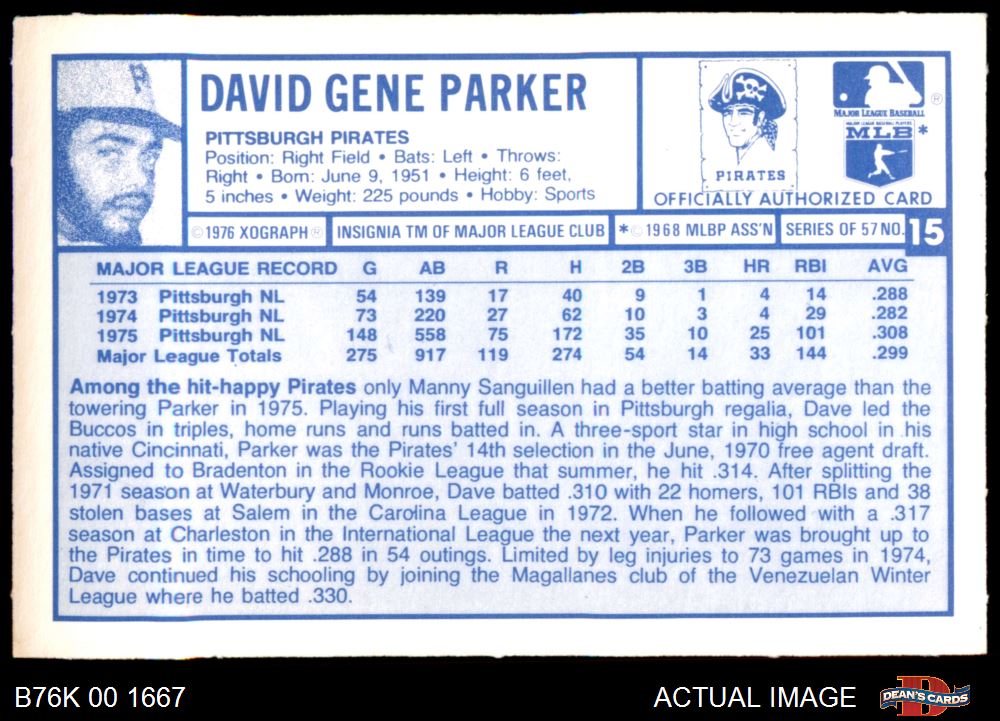 DAVID GENE PARKER
PITTSBURGH PIRATES
Position: Right Field • Bats: Left • Throws:
Right • Born: June 9, 1951 • Height: 6 feet,
5 inches • Weight: 225 pounds • Hobby: Sports
P
PIRATES
MAJOR LEAGUE BASEBALL ®
MAJOR LEAGUE BASEBALL PLAYERS
MLB *
OFFICIALLY AUTHORIZED CARD
© 1976 XOGRAPH ® INSIGNIA TM OF MAJOR LEAGUE CLUB * © 1968 MLBP ASS'N SERIES OF 57 NO. 15
MAJOR LEAGUE RECORD G AB R H 2B 3B HR RBI AVG
1973 Pittsburgh NL 54 139 17 40 9 1 4 14 .288
1974 Pittsburgh NL 73 220 27 62 10 3 4 29 .282
1975 Pittsburgh NL 148 558 75 172 35 10 25 101 .308
Major League Totals 275 917 119 274 54 14 33 144 .299
Among the hit-happy Pirates only Manny Sanguillen had a better batting average than the
towering Parker in 1975. Playing his first full season in Pittsburgh regalia, Dave led the
Buccos in triples, home runs and runs batted in. A three-sport star in high school in his
native Cincinnati, Parker was the Pirates' 14th selection in the June, 1970 free agent draft.
Assigned to Bradenton in the Rookie League that summer, he hit .314. After splitting the
1971 season at Waterbury and Monroe, Dave batted .310 with 22 homers, 101 RBIs and 38
stolen bases at Salem in the Carolina League in 1972. When he followed with a .317
season at Charleston in the International League the next year, Parker was brought up to
the Pirates in time to hit .288 in 54 outings. Limited by leg injuries to 73 games in 1974,
Dave continued his schooling by joining the Magallanes club of the Venezuelan Winter
League where he batted .330.
B76K 00 1667
ACTUAL IMAGE
D
DEAN'S CARDS